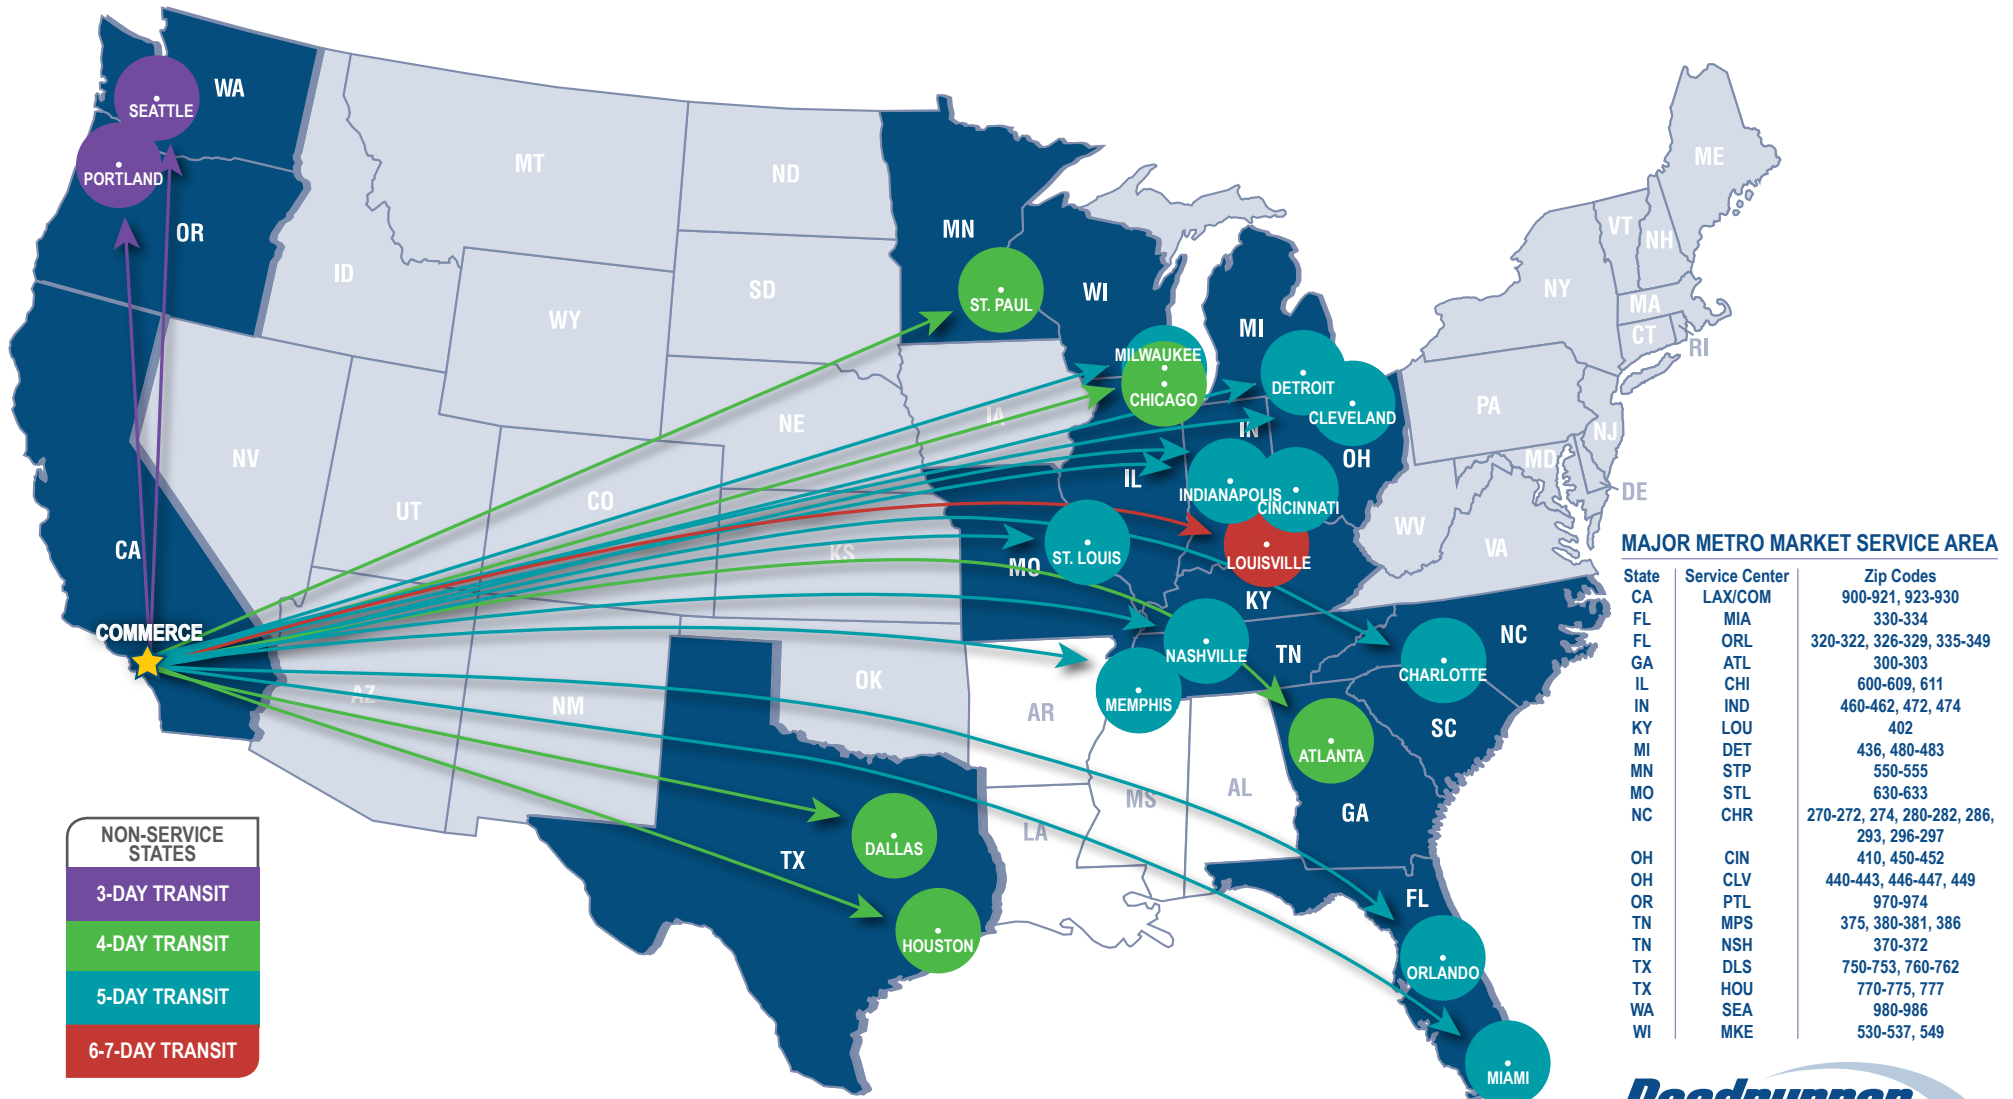 WA
SEATTLE
PORTLAND
OR
MT
ND
MN
ID
SD
WY
ST. PAUL
WI
MI
ME
VT
NH
NY
MA
CT
RI
MILWAUKEE
CHICAGO
DETROIT
CLEVELAND
PA
NJ
NE
IA
IN
OH
NV
MD
DE
IL
INDIANAPOLIS
CINCINNATI
UT
CO
WV
VA
CA
KS
MO
ST. LOUIS
LOUISVILLE
KY
COMMERCE
NASHVILLE
TN
NC
CHARLOTTE
AZ
NM
OK
AR
MEMPHIS
SC
ATLANTA
MS
AL
GA
LA
DALLAS
TX
HOUSTON
FL
ORLANDO
MIAMI
NON-SERVICE
STATES
3-DAY TRANSIT
4-DAY TRANSIT
5-DAY TRANSIT
6-7-DAY TRANSIT
MAJOR METRO MARKET SERVICE AREA
State Service Center Zip Codes
CA LAX/COM 900-921, 923-930
FL MIA 330-334
FL ORL 320-322, 326-329, 335-349
GA ATL 300-303
IL CHI 600-609, 611
IN IND 460-462, 472, 474
KY LOU 402
MI DET 436, 480-483
MN STP 550-555
MO STL 630-633
NC CHR 270-272, 274, 280-282, 286,
293, 296-297
OH CIN 410, 450-452
OH CLV 440-443, 446-447, 449
OR PTL 970-974
TN MPS 375, 380-381, 386
TN NSH 370-372
TX DLS 750-753, 760-762
TX HOU 770-775, 777
WA SEA 980-986
WI MKE 530-537, 549
Roadrunner